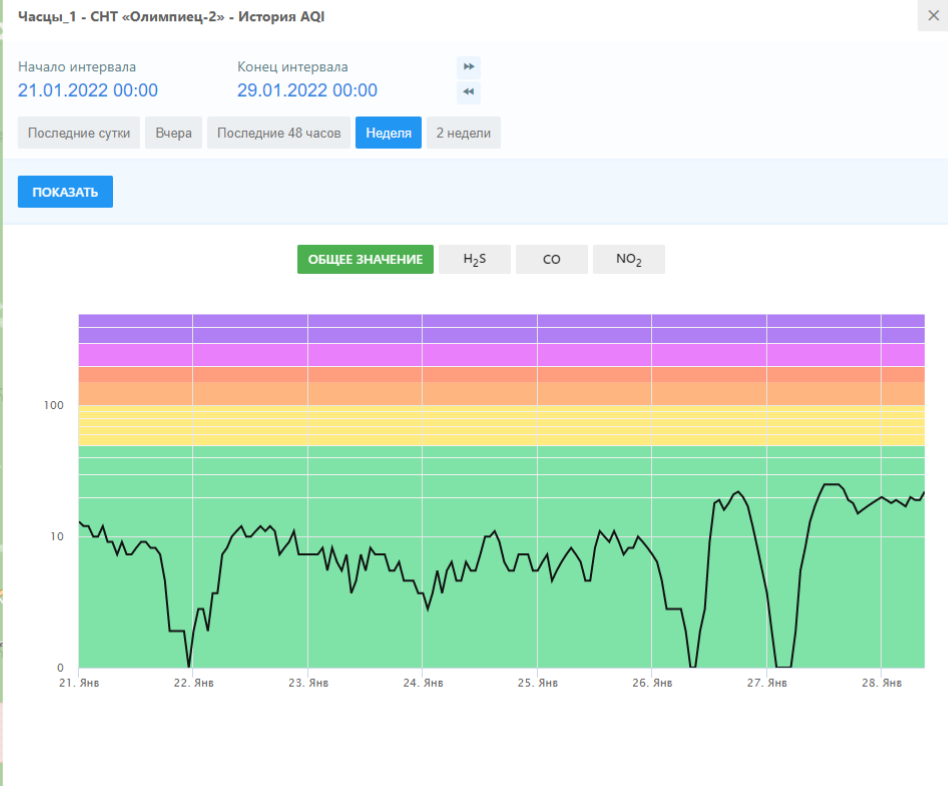 Часцы_1 - СНТ «Олимпиец-2» - История AQI
Начало интервала
Конец интервала
21.01.2022 00:00
29.01.2022 00:00
Последние сутки
Вчера
Последние 48 часов
Неделя
2 недели
ПОКАЗАТЬ
ОБЩЕЕ ЗНАЧЕНИЕ
H₂S
CO
NO₂
100
10
0
21. Янв
22. Янв
23. Янв
24. Янв
25. Янв
26. Янв
27. Янв
28. Янв